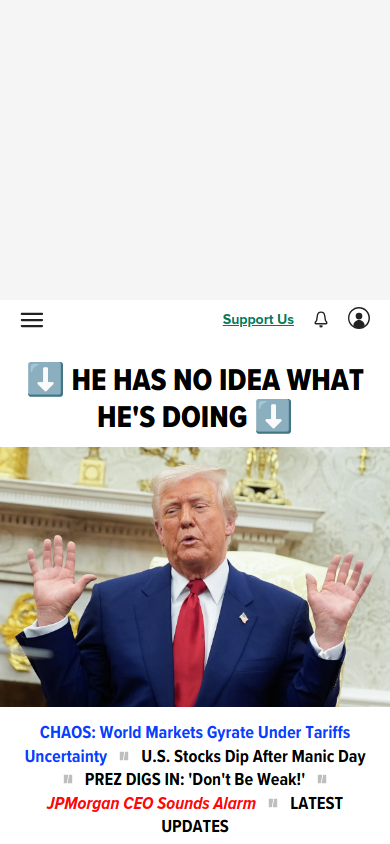 Support Us
⬇️ HE HAS NO IDEA WHAT
HE'S DOING ⬇️
CHAOS: World Markets Gyrate Under Tariffs
Uncertainty U.S. Stocks Dip After Manic Day
PREZ DIGS IN: 'Don't Be Weak!'
JPMorgan CEO Sounds Alarm LATEST
UPDATES